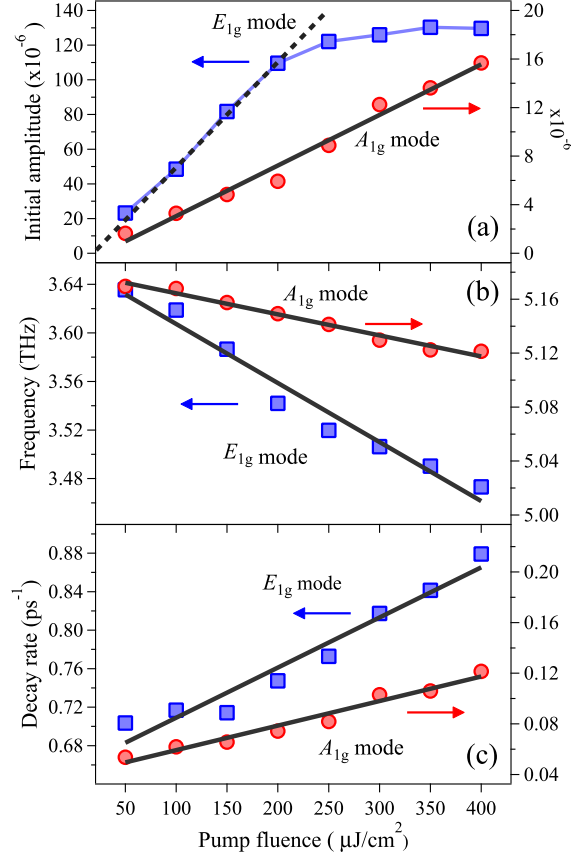 Initial amplitude (x10⁻⁶)
140
120
100
80
60
40
20
0
20
16
12
8
4
0
x10⁻⁶
E₁g mode
A₁g mode
(a)
Frequency (THz)
3.64
3.60
3.56
3.52
3.48
5.16
5.12
5.08
5.04
5.00
A₁g mode
(b)
E₁g mode
Decay rate (ps⁻¹)
0.88
0.84
0.80
0.76
0.72
0.68
0.20
0.16
0.12
0.08
0.04
E₁g mode
A₁g mode
(c)
50 100 150 200 250 300 350 400
Pump fluence ( μJ/cm²)